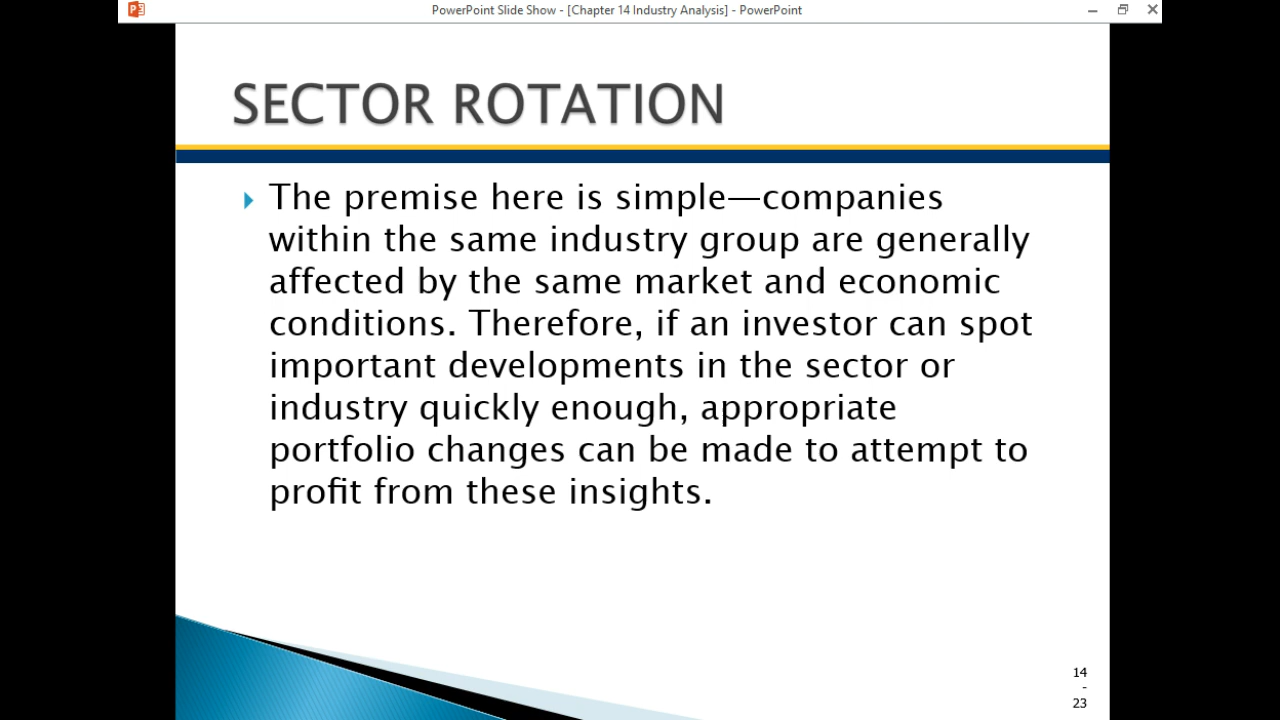 PowerPoint Slide Show - [Chapter 14 Industry Analysis] - PowerPoint
SECTOR ROTATION
The premise here is simple—companies
within the same industry group are generally
affected by the same market and economic
conditions. Therefore, if an investor can spot
important developments in the sector or
industry quickly enough, appropriate
portfolio changes can be made to attempt to
profit from these insights.
14
-
23